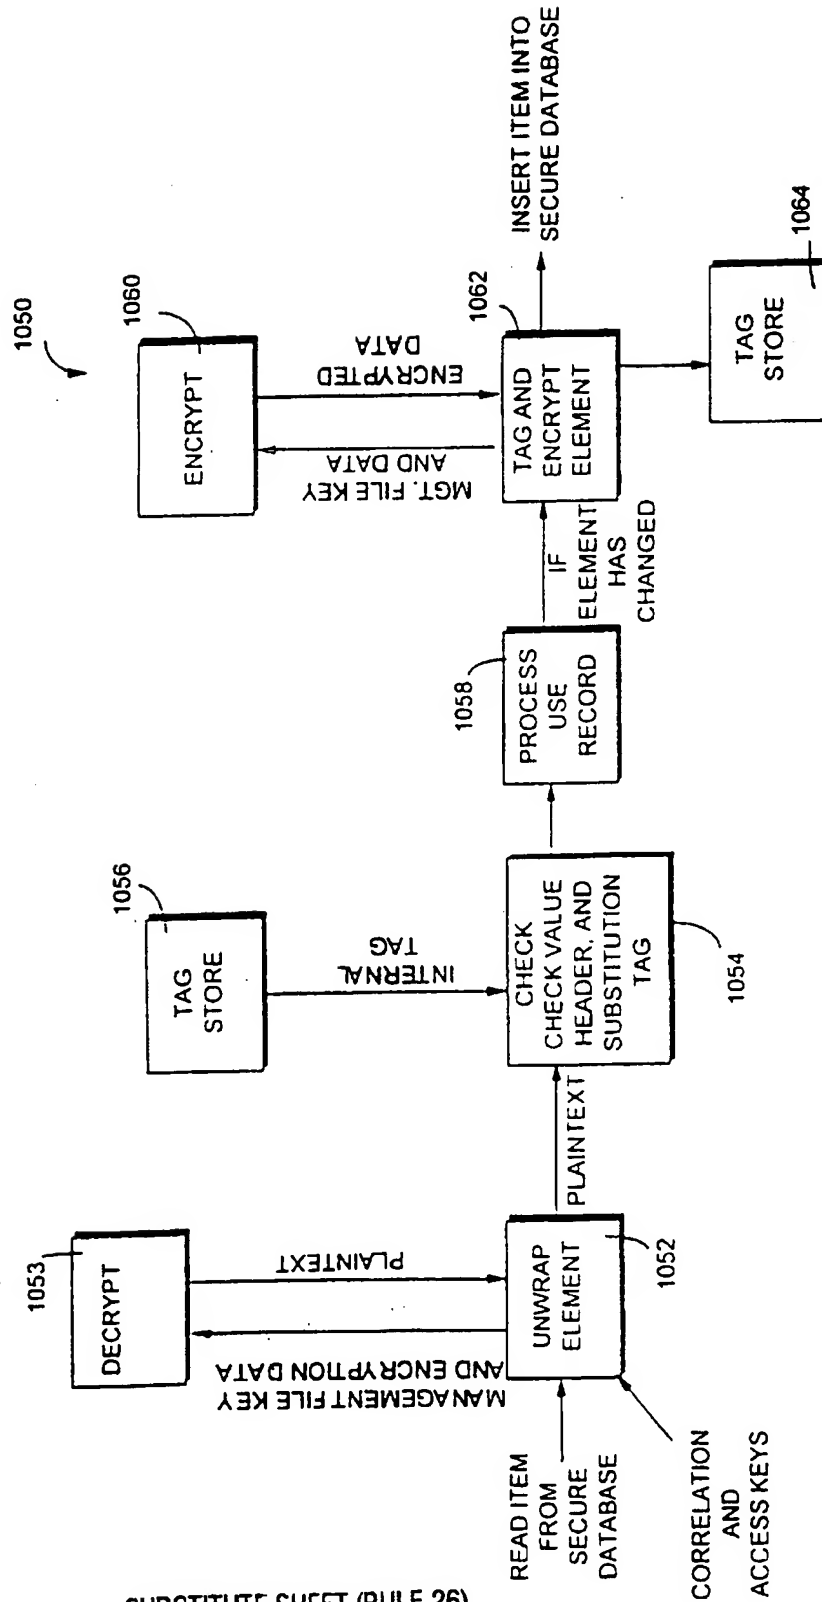 1050
1053
DECRYPT
MANAGEMENT FILE KEY
AND ENCRYPTION DATA
PLAINTEXT
READ ITEM
FROM
SECURE
DATABASE
CORRELATION
AND
ACCESS KEYS
UNWRAP
ELEMENT
1052
PLAINTEXT
1056
TAG
STORE
INTERNAL
TAG
CHECK
CHECK VALUE
HEADER, AND
SUBSTITUTION
TAG
1054
1058
PROCESS
USE
RECORD
IF
ELEMENT
HAS
CHANGED
1060
ENCRYPT
MGT. FILE KEY
AND DATA
ENCRYPTED
DATA
1062
TAG AND
ENCRYPT
ELEMENT
INSERT ITEM INTO
SECURE DATABASE
TAG
STORE
1064
SUBSTITUTE SHEET (RULE 26)